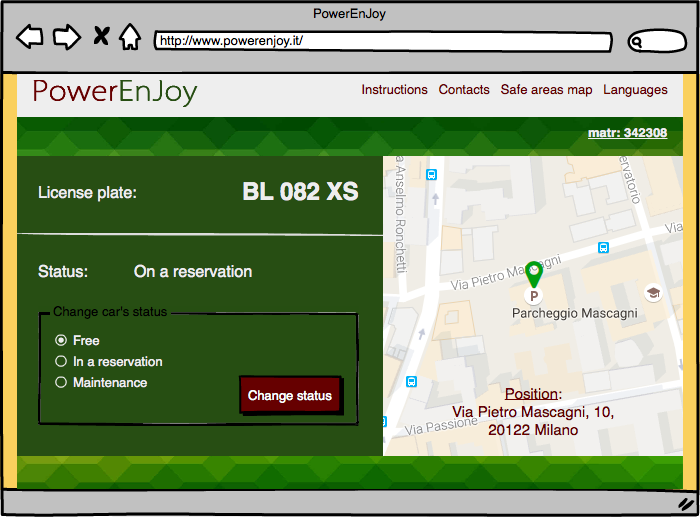 PowerEnJoy
http://www.powerenjoy.it/
PowerEnJoy
Instructions Contacts Safe areas map Languages
matr: 342308
License plate: BL 082 XS
Status: On a reservation
Change car's status
Free
In a reservation
Maintenance
Change status
a Anselmo Ronchetti
ervatorio
Via
Via Pietro Mascagni
P
Parcheggio Mascagni
Via Passione
Position:
Via Pietro Mascagni, 10,
20122 Milano